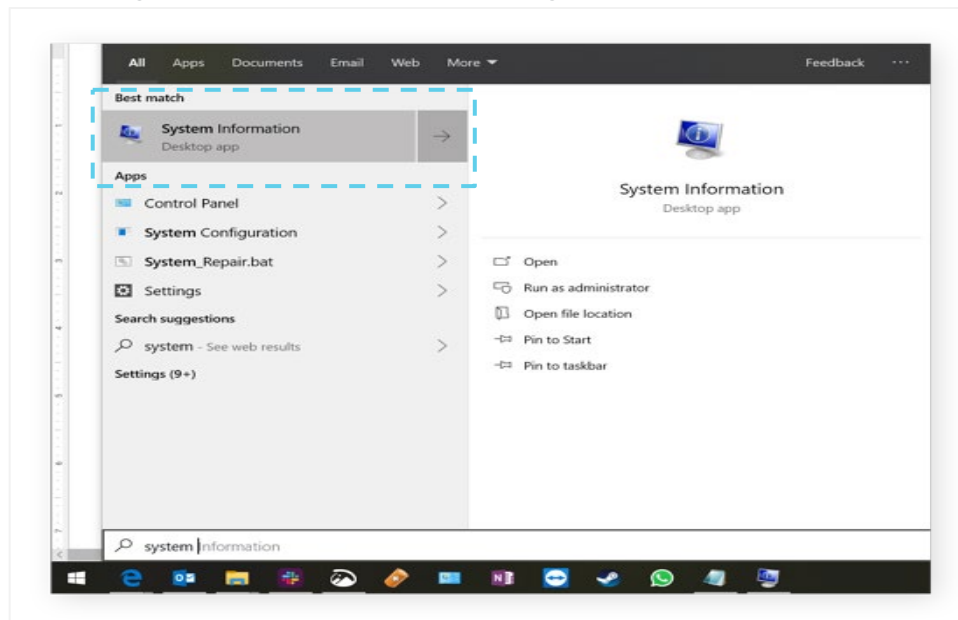 All Apps Documents Email Web More Feedback ...
Best match
System Information
Desktop app
Apps
Control Panel
System Configuration
System_Repair.bat
Settings
Search suggestions
system - See web results
Settings (9+)
System Information
Desktop app
Open
Run as administrator
Open file location
Pin to Start
Pin to taskbar
system information